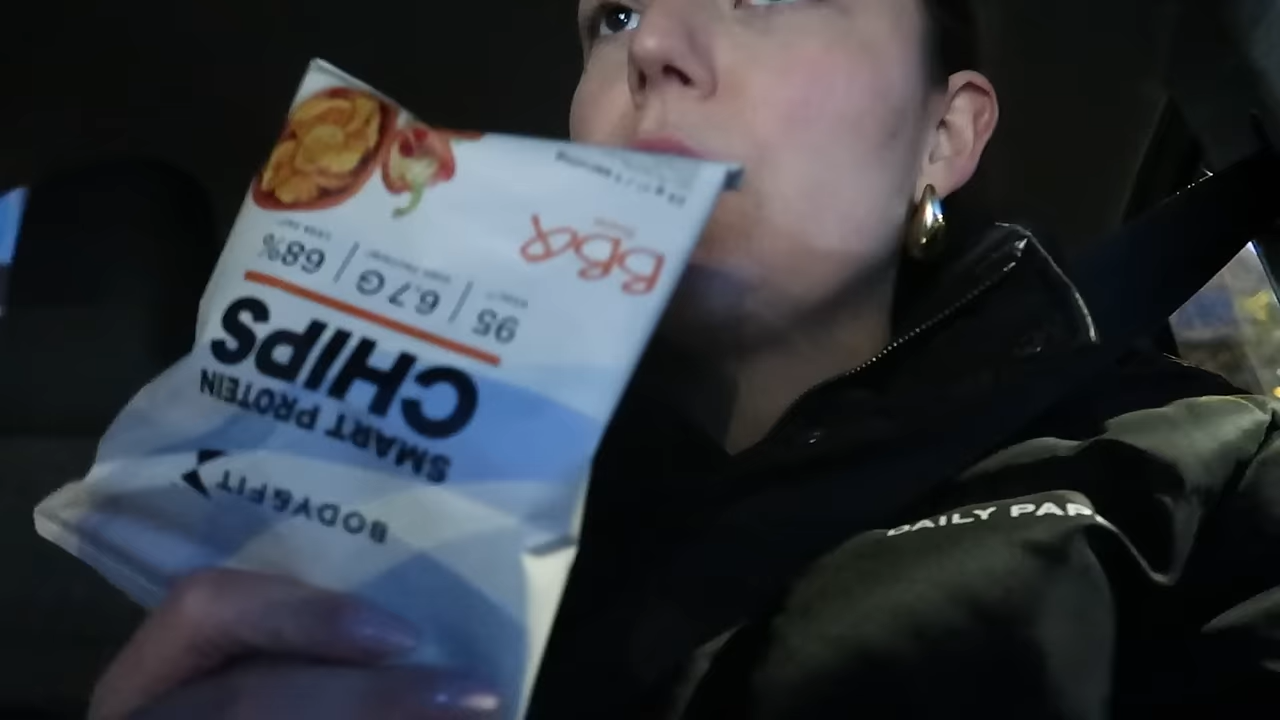 BODY&FIT
SMART PROTEIN
CHIPS
95 | 6.7G | 68%
BBQ
DAILY PAP